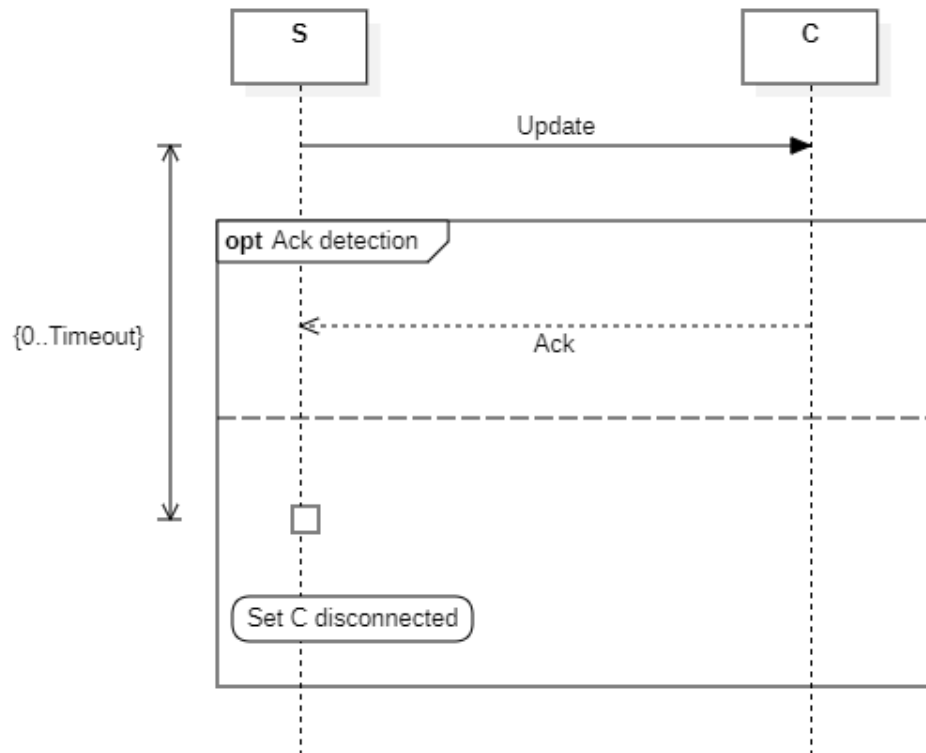 S
C
Update
opt Ack detection
{0..Timeout}
Ack
Set C disconnected